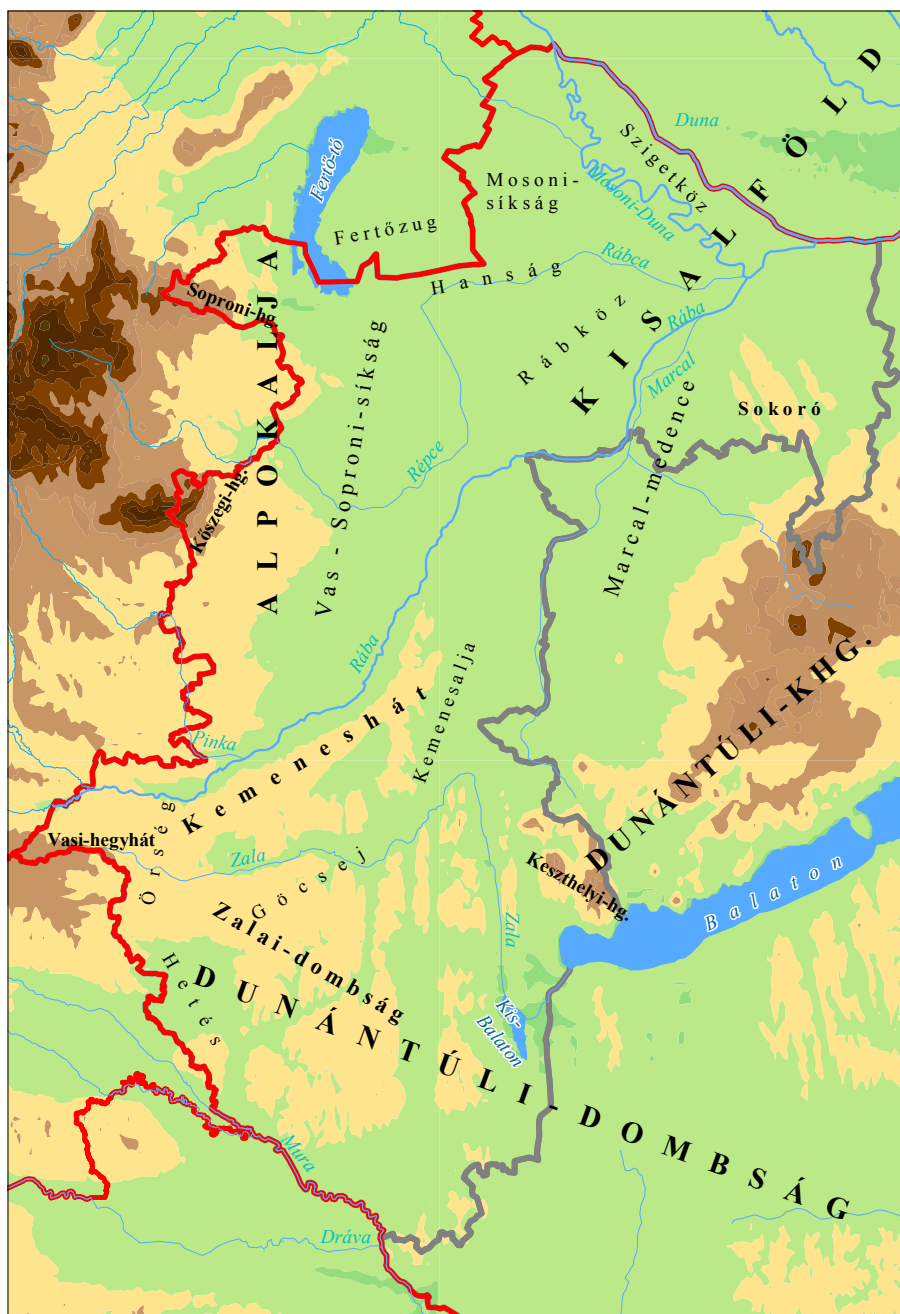 Duna
KISALFÖLD
Szigetköz
Fertő-tó
Mosoni-
síkság
Mosoni-Duna
Fertőzug
Hanság
Rábca
ALPOKALJA
Soproni-hg.
Rábköz
Rába
Vas - Soproni-síkság
Marcal
Sokoró
Marcal-medence
Répce
Kőszegi-hg.
Rába
Kemenesalja
DUNÁNTÚLI-KHG.
Kemeneshát
Pinka
Vasi-hegyhát
Őrség
Zala
Göcsej
Keszthelyi-hg.
Balaton
Zala
Zalai-dombság
Hetés
DUNÁNTÚLI-DOMBSÁG
Kis-
Balaton
Mura
Dráva